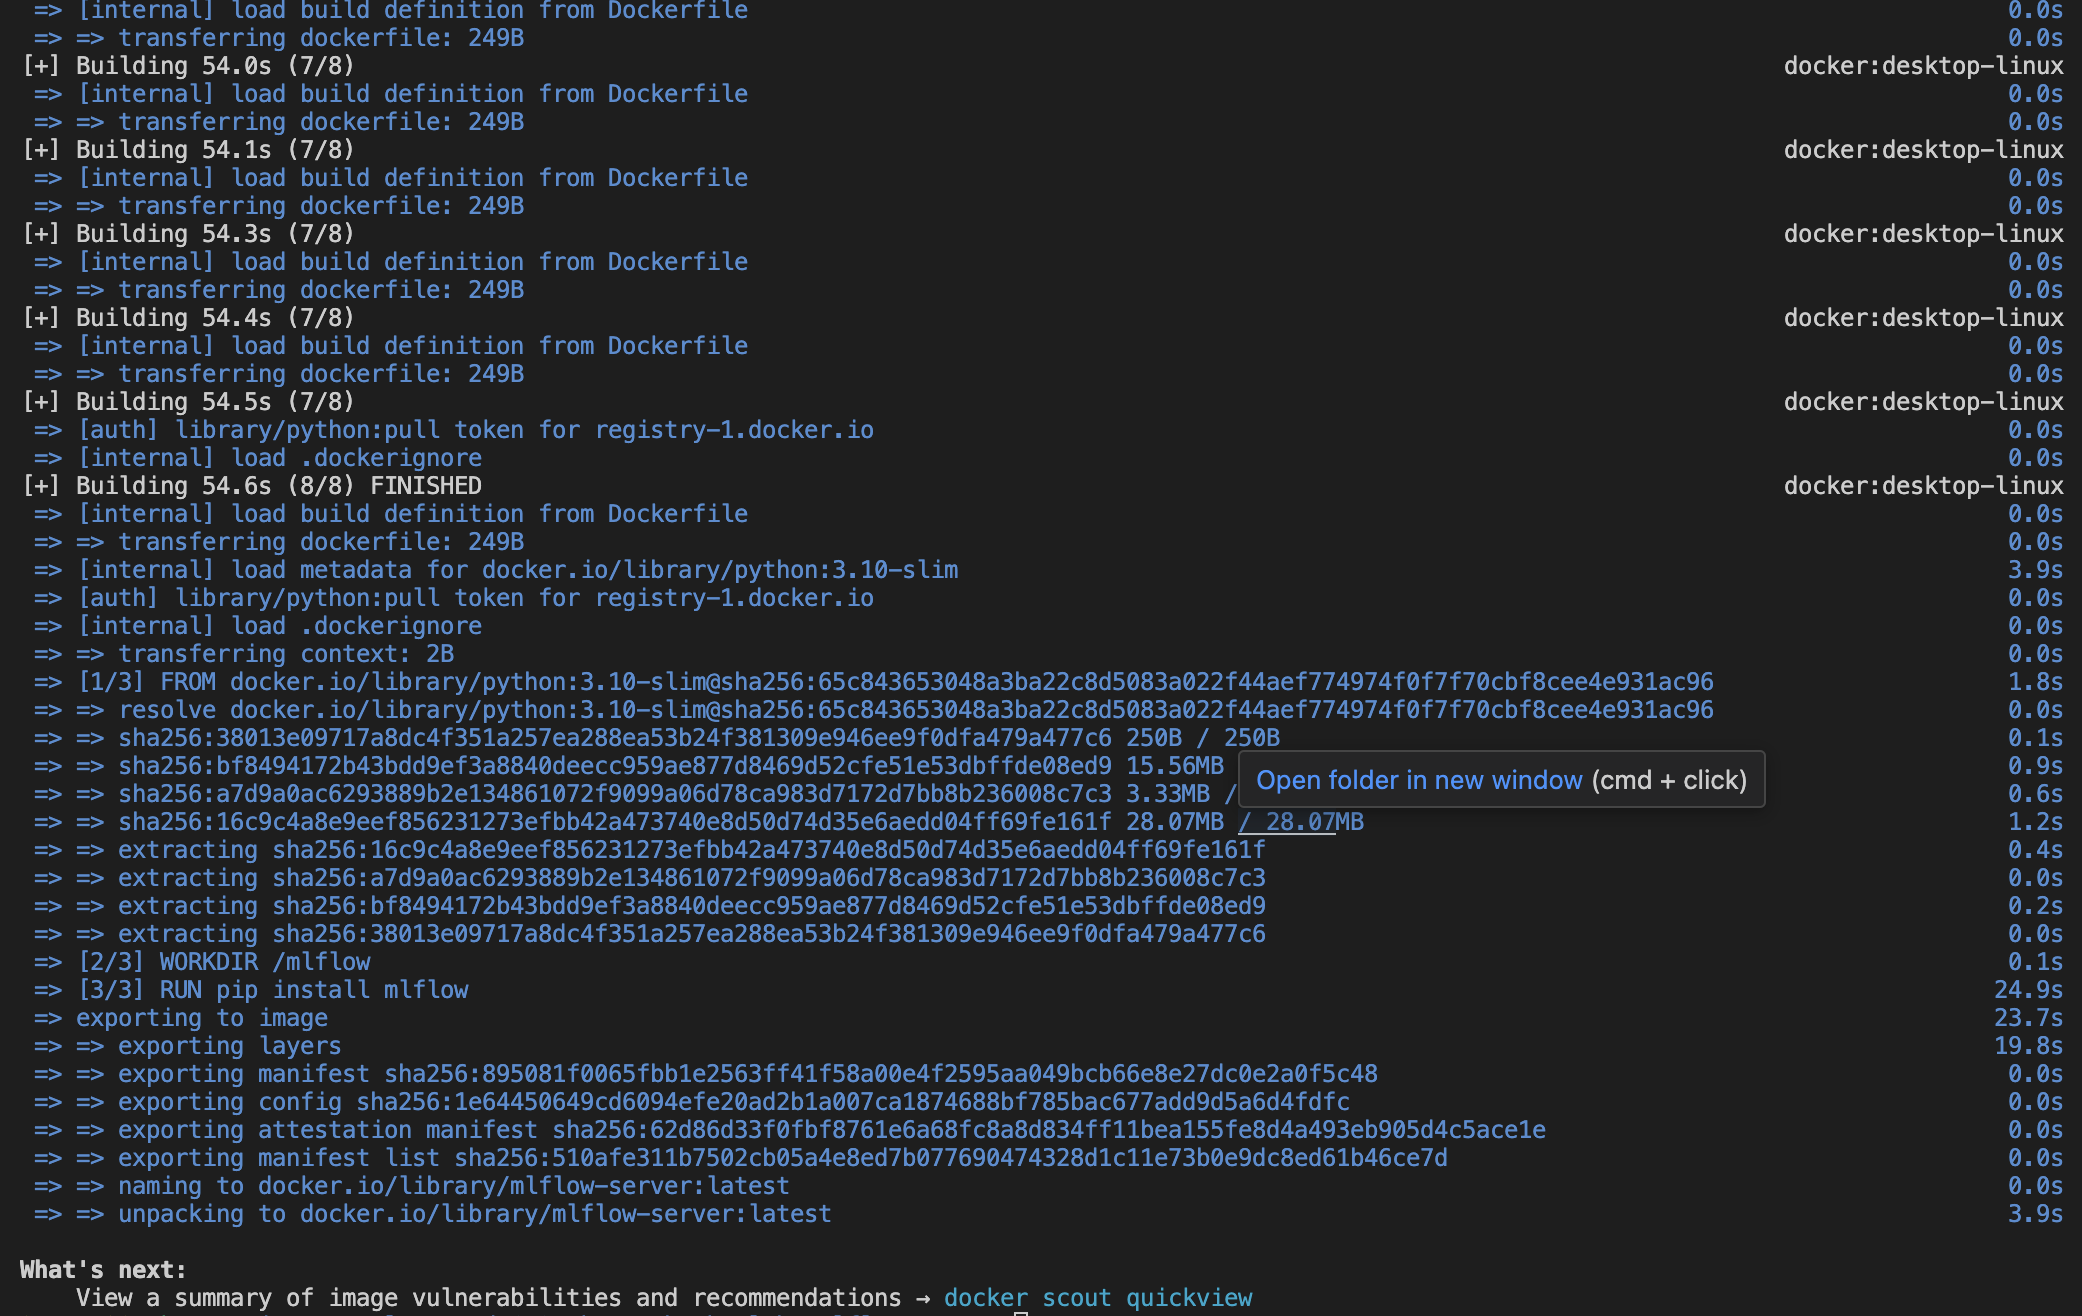 => [internal] load build definition from Dockerfile 0.0s
=> => transferring dockerfile: 249B 0.0s
[+] Building 54.0s (7/8) docker:desktop-linux
=> [internal] load build definition from Dockerfile 0.0s
=> => transferring dockerfile: 249B 0.0s
[+] Building 54.1s (7/8) docker:desktop-linux
=> [internal] load build definition from Dockerfile 0.0s
=> => transferring dockerfile: 249B 0.0s
[+] Building 54.3s (7/8) docker:desktop-linux
=> [internal] load build definition from Dockerfile 0.0s
=> => transferring dockerfile: 249B 0.0s
[+] Building 54.4s (7/8) docker:desktop-linux
=> [internal] load build definition from Dockerfile 0.0s
=> => transferring dockerfile: 249B 0.0s
[+] Building 54.5s (7/8) docker:desktop-linux
=> [auth] library/python:pull token for registry-1.docker.io 0.0s
=> [internal] load .dockerignore 0.0s
[+] Building 54.6s (8/8) FINISHED docker:desktop-linux
=> [internal] load build definition from Dockerfile 0.0s
=> => transferring dockerfile: 249B 0.0s
=> [internal] load metadata for docker.io/library/python:3.10-slim 3.9s
=> [auth] library/python:pull token for registry-1.docker.io 0.0s
=> [internal] load .dockerignore 0.0s
=> => transferring context: 2B 0.0s
=> [1/3] FROM docker.io/library/python:3.10-slim@sha256:65c843653048a3ba22c8d5083a022f44aef774974f0f7f70cbf8cee4e931ac96 1.8s
=> => resolve docker.io/library/python:3.10-slim@sha256:65c843653048a3ba22c8d5083a022f44aef774974f0f7f70cbf8cee4e931ac96 0.0s
=> => sha256:38013e09717a8dc4f351a257ea288ea53b24f381309e946ee9f0dfa479a477c6 250B / 250B 0.1s
=> => sha256:bf8494172b43bdd9ef3a8840deecc959ae877d8469d52cfe51e53dbffde08ed9 15.56MB 0.9s
Open folder in new window (cmd + click)
=> => sha256:a7d9a0ac6293889b2e134861072f9099a06d78ca983d7172d7bb8b236008c7c3 3.33MB / 0.6s
=> => sha256:16c9c4a8e9eef856231273efbb42a473740e8d50d74d35e6aedd04ff69fe161f 28.07MB / 28.07MB 1.2s
=> => extracting sha256:16c9c4a8e9eef856231273efbb42a473740e8d50d74d35e6aedd04ff69fe161f 0.4s
=> => extracting sha256:a7d9a0ac6293889b2e134861072f9099a06d78ca983d7172d7bb8b236008c7c3 0.0s
=> => extracting sha256:bf8494172b43bdd9ef3a8840deecc959ae877d8469d52cfe51e53dbffde08ed9 0.2s
=> => extracting sha256:38013e09717a8dc4f351a257ea288ea53b24f381309e946ee9f0dfa479a477c6 0.0s
=> [2/3] WORKDIR /mlflow 0.1s
=> [3/3] RUN pip install mlflow 24.9s
=> exporting to image 23.7s
=> => exporting layers 19.8s
=> => exporting manifest sha256:895081f0065fbb1e2563ff41f58a00e4f2595aa049bcb66e8e27dc0e2a0f5c48 0.0s
=> => exporting config sha256:1e64450649cd6094efe20ad2b1a007ca1874688bf785bac677add9d5a6d4fdfc 0.0s
=> => exporting attestation manifest sha256:62d86d33f0fbf8761e6a68fc8a8d834ff11bea155fe8d4a493eb905d4c5ace1e 0.0s
=> => exporting manifest list sha256:510afe311b7502cb05a4e8ed7b077690474328d1c11e73b0e9dc8ed61b46ce7d 0.0s
=> => naming to docker.io/library/mlflow-server:latest 0.0s
=> => unpacking to docker.io/library/mlflow-server:latest 3.9s
What's next:
View a summary of image vulnerabilities and recommendations → docker scout quickview